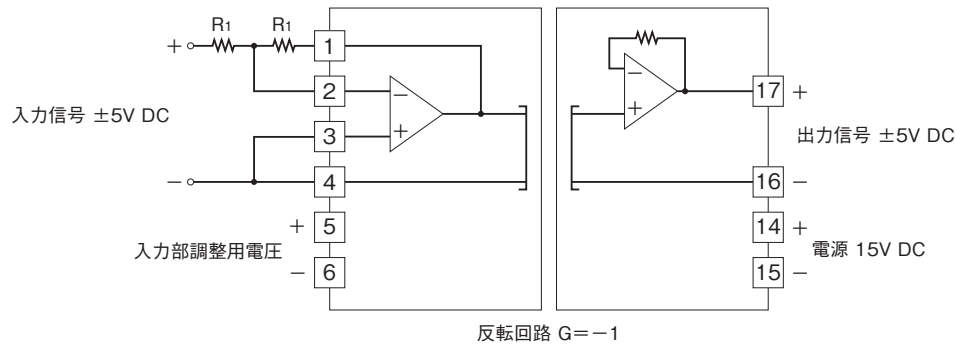 R1 R1
+ 1
2 −
入力信号 ±5V DC
3 +
− 4
+ 5
入力部調整用電圧
− 6
−
+
17 +
出力信号 ±5V DC
16 −
14 +
電源 15V DC
15 −
反転回路 G=−1